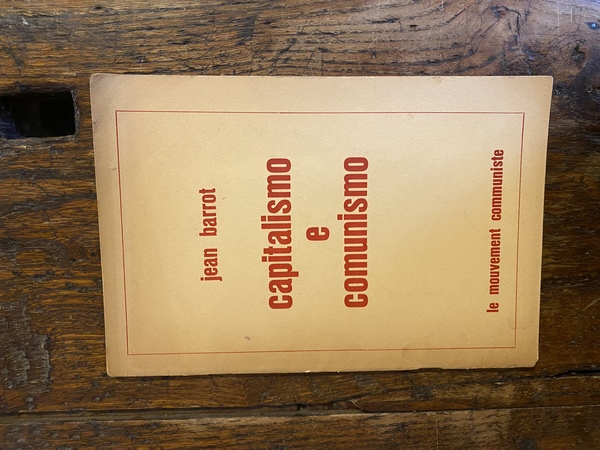 jean barrot
capitalismo
e
comunismo
le mouvement communiste